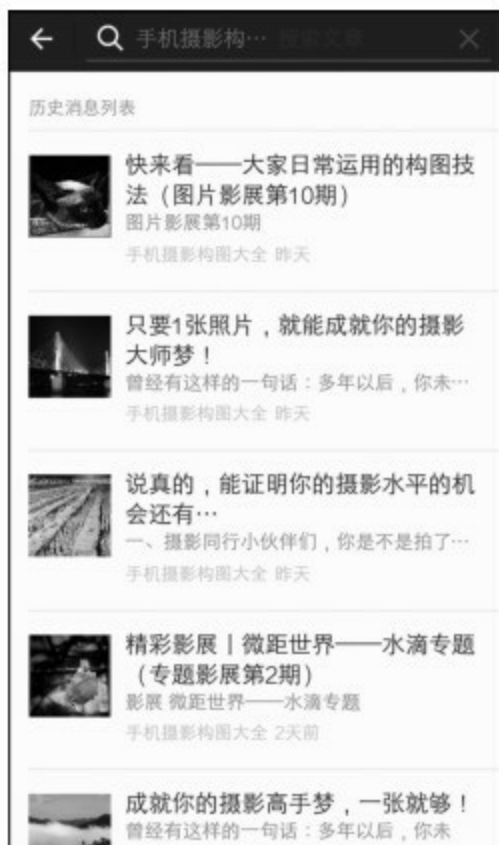 手机摄影构… 搜索文章
历史消息列表
快来看——大家日常运用的构图技
法（图片影展第10期）
图片影展第10期
手机摄影构图大全 昨天
只要1张照片，就能成就你的摄影
大师梦！
曾经有这样的一句话：多年以后，你未…
手机摄影构图大全 昨天
说真的，能证明你的摄影水平的机
会还有…
一、摄影同行小伙伴们，你是不是拍了…
手机摄影构图大全 昨天
精彩影展丨微距世界——水滴专题
（专题影展第2期）
影展 微距世界——水滴专题
手机摄影构图大全 2天前
成就你的摄影高手梦，一张就够！
曾经有这样的一句话：多年以后，你未